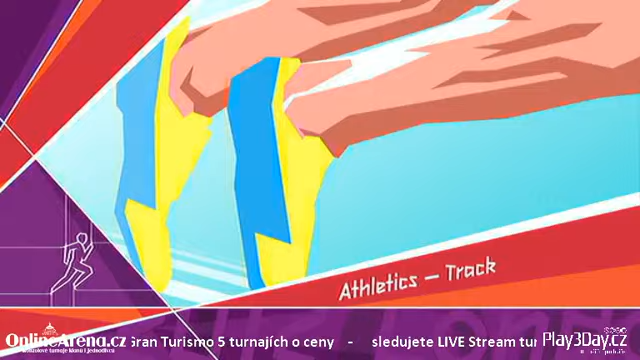 Athletics – Track
OnlineArena.cz
Gran Turismo 5 turnajích o ceny - sledujete LIVE Stream tur
Play3Day.cz